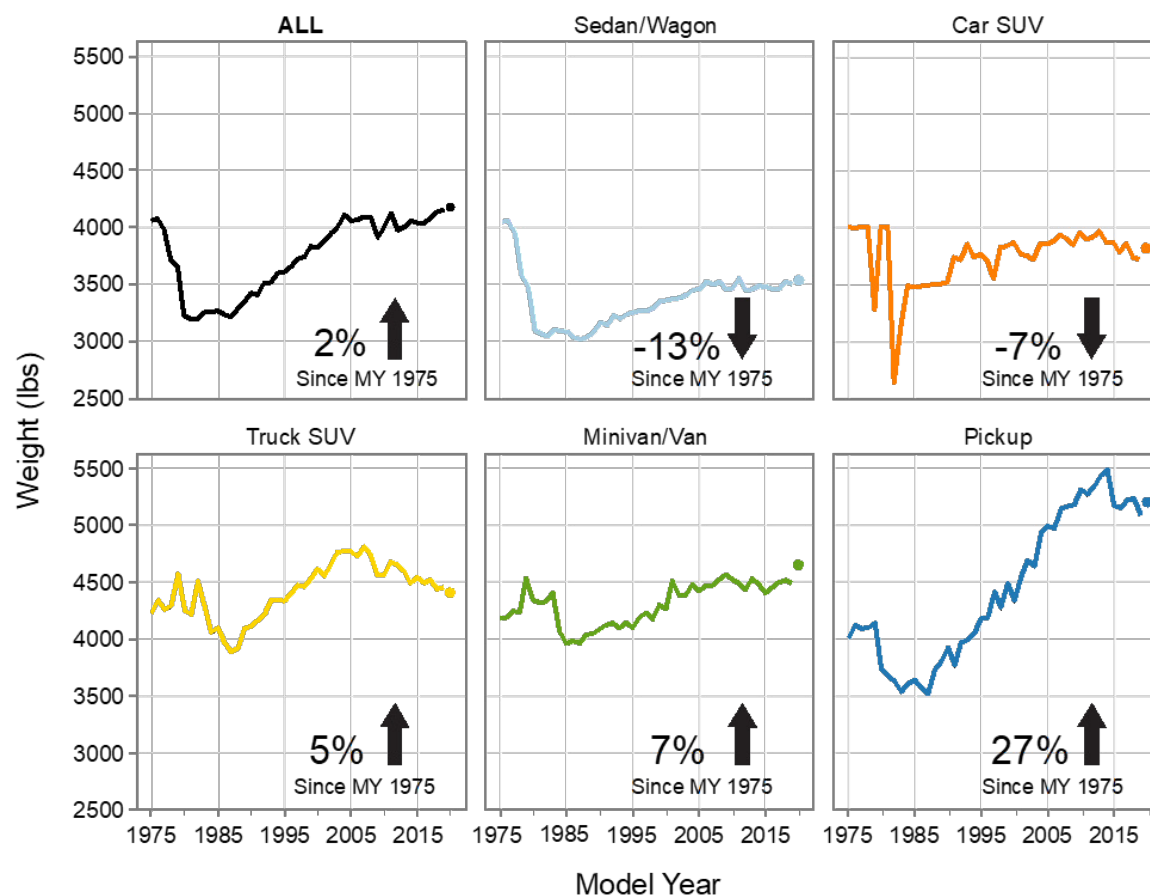 ALL Sedan/Wagon Car SUV
5500
5000
4500
4000
3500
3000
2500
2% -13% -7%
Since MY 1975 Since MY 1975 Since MY 1975
Weight (lbs)
Truck SUV Minivan/Van Pickup
5500
5000
4500
4000
3500
3000
2500
5% 7% 27%
Since MY 1975 Since MY 1975 Since MY 1975
1975 1985 1995 2005 2015 1975 1985 1995 2005 2015 1975 1985 1995 2005 2015
Model Year